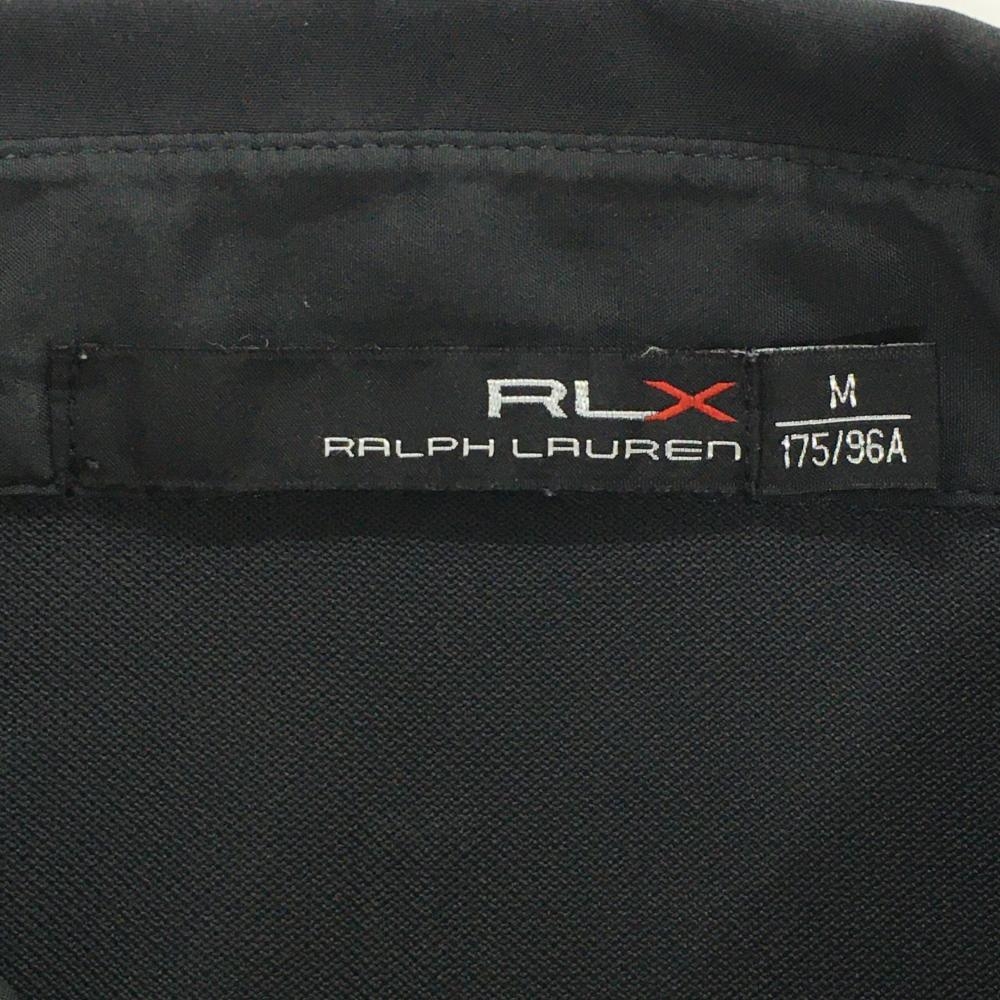 RLX
RALPH LAUREN
M
175/96A